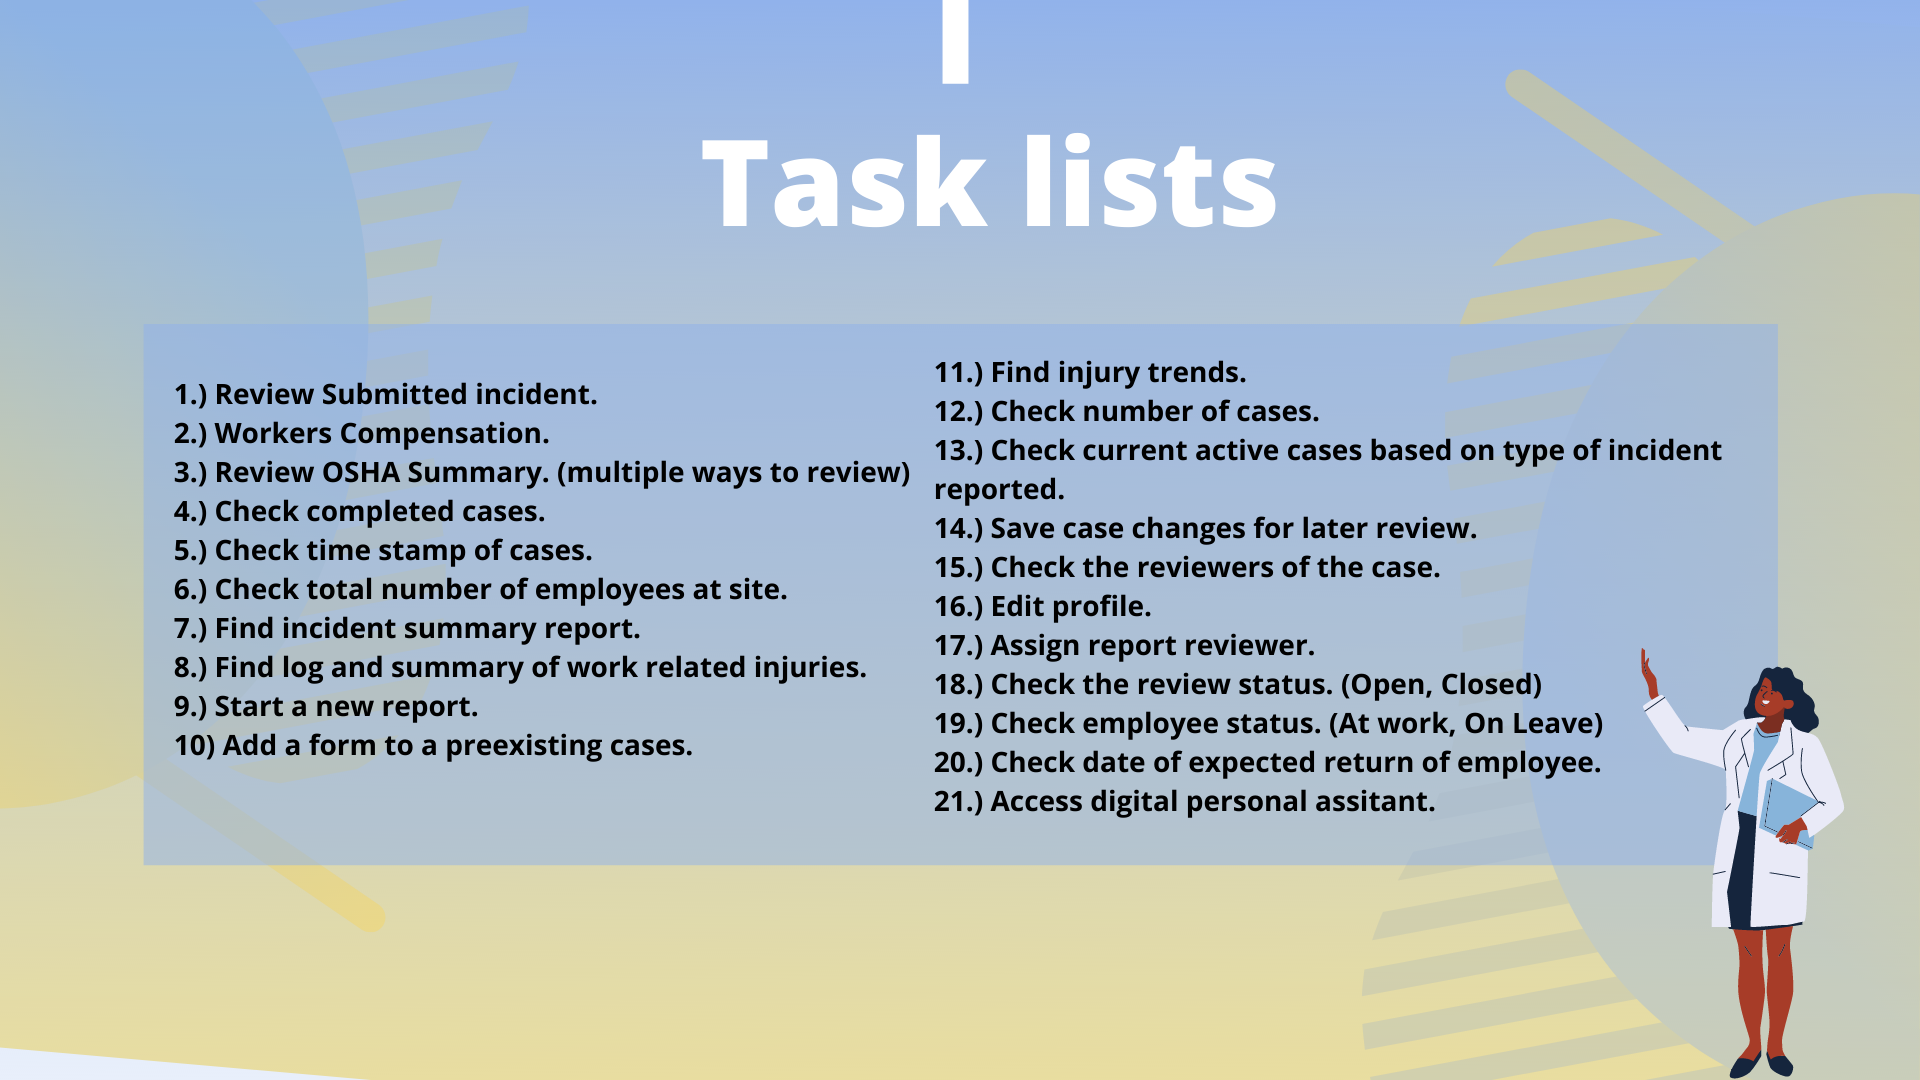 Task lists
1.) Review Submitted incident.
2.) Workers Compensation.
3.) Review OSHA Summary. (multiple ways to review)
4.) Check completed cases.
5.) Check time stamp of cases.
6.) Check total number of employees at site.
7.) Find incident summary report.
8.) Find log and summary of work related injuries.
9.) Start a new report.
10) Add a form to a preexisting cases.
11.) Find injury trends.
12.) Check number of cases.
13.) Check current active cases based on type of incident
reported.
14.) Save case changes for later review.
15.) Check the reviewers of the case.
16.) Edit profile.
17.) Assign report reviewer.
18.) Check the review status. (Open, Closed)
19.) Check employee status. (At work, On Leave)
20.) Check date of expected return of employee.
21.) Access digital personal assitant.